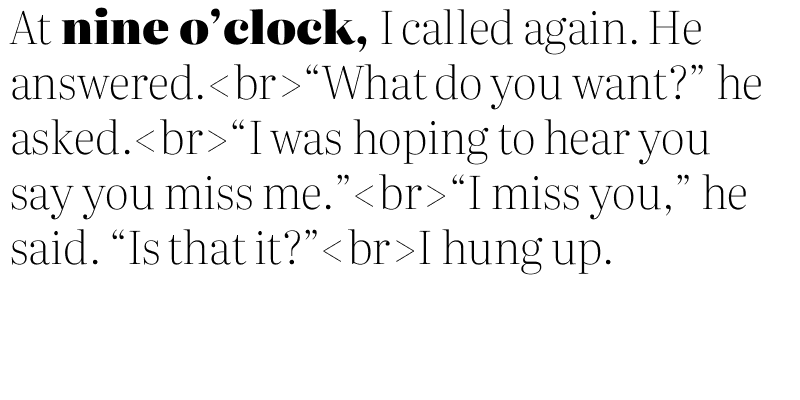 At nine o’clock, I called again. He
answered.<br>“What do you want?” he
asked.<br>“I was hoping to hear you
say you miss me.”<br>“I miss you,” he
said. “Is that it?”<br>I hung up.